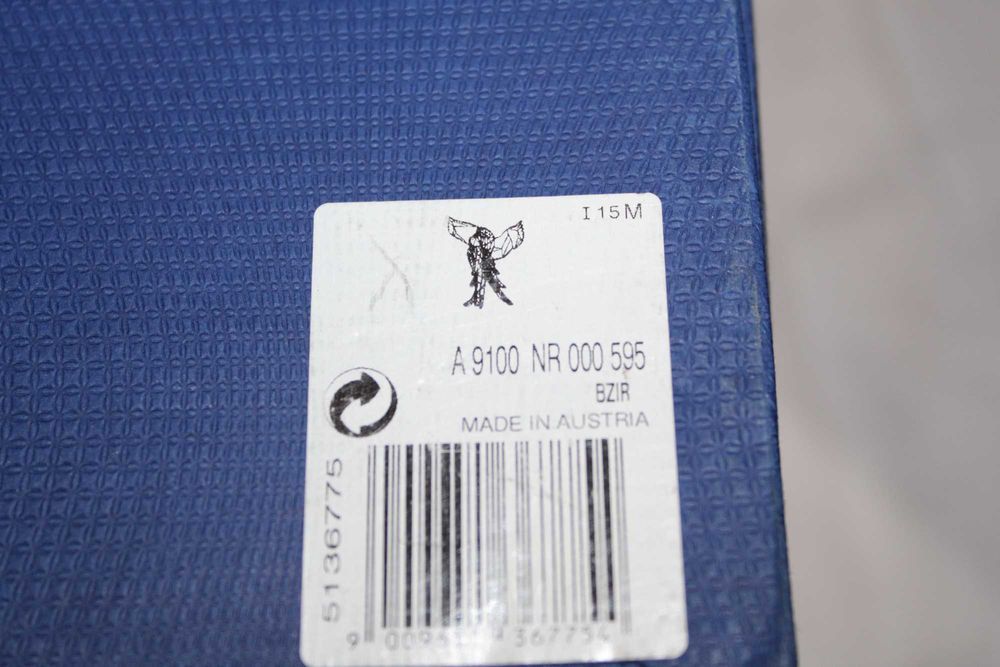 I 15M
A 9100 NR 000 595
BZIR
MADE IN AUSTRIA
5136775